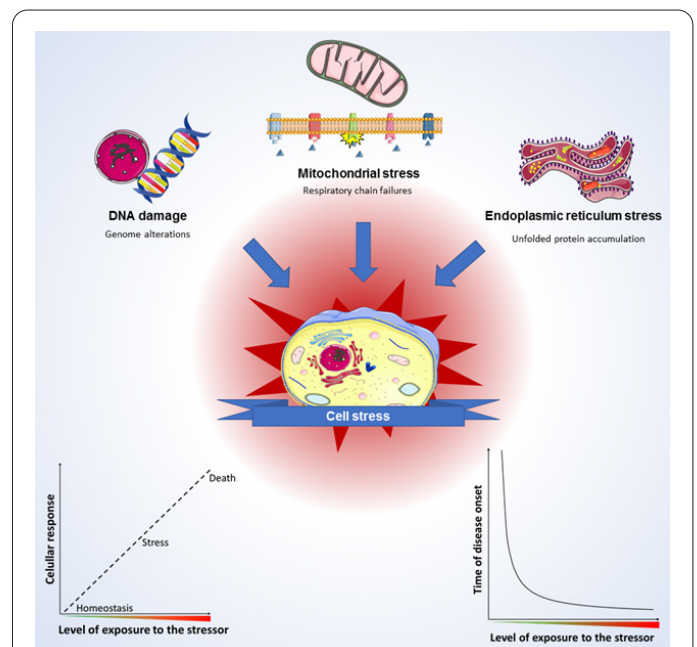 Mitochondrial stress
Respiratory chain failures
DNA damage
Genome alterations
Endoplasmic reticulum stress
Unfolded protein accumulation
Cell stress
Celullar response
Death
Stress
Homeostasis
Level of exposure to the stressor
Time of disease onset
Level of exposure to the stressor